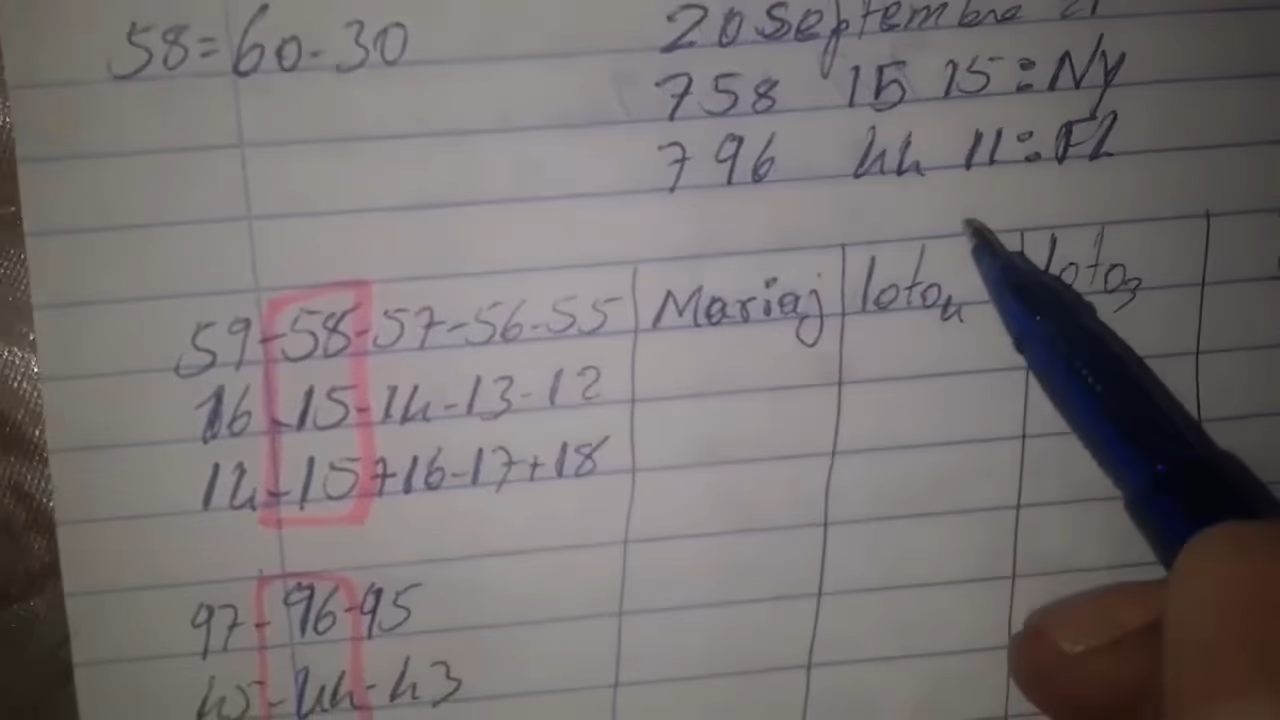 58=60-30
20 Septembre 21
758 15 15:Ny
796 44 11:FL
59-58-57-56-55 Mariaj loto4 loto3
16-15-14-13-12
14-15+16-17+18
97-96-95
45-44-43